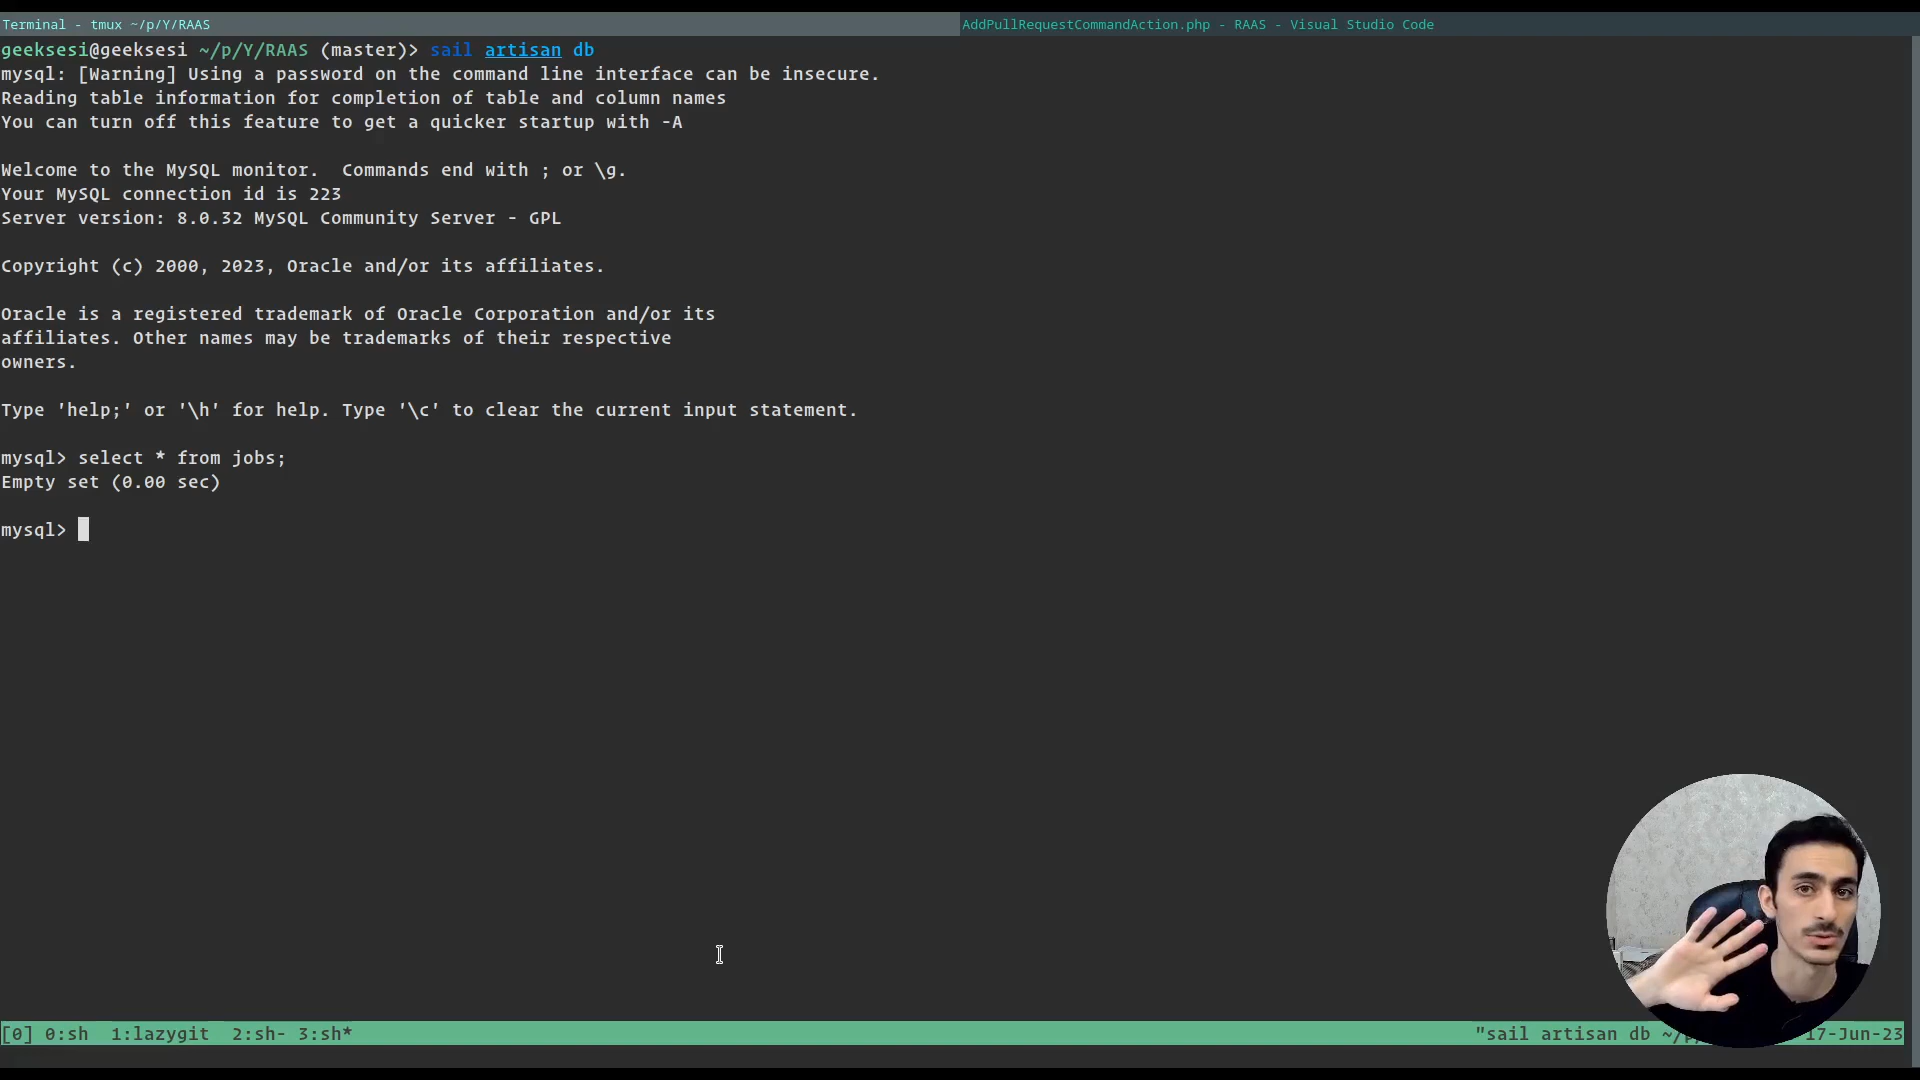 Terminal - tmux ~/p/Y/RAAS
AddPullRequestCommandAction.php - RAAS - Visual Studio Code
geeksesi@geeksesi ~/p/Y/RAAS (master)> sail artisan db
mysql: [Warning] Using a password on the command line interface can be insecure.
Reading table information for completion of table and column names
You can turn off this feature to get a quicker startup with -A
Welcome to the MySQL monitor.  Commands end with ; or \g.
Your MySQL connection id is 223
Server version: 8.0.32 MySQL Community Server - GPL
Copyright (c) 2000, 2023, Oracle and/or its affiliates.
Oracle is a registered trademark of Oracle Corporation and/or its
affiliates. Other names may be trademarks of their respective
owners.
Type 'help;' or '\h' for help. Type '\c' to clear the current input statement.
mysql> select * from jobs;
Empty set (0.00 sec)
mysql>
[0] 0:sh  1:lazygit  2:sh- 3:sh*
"sail artisan db ~/p/ 17-Jun-23